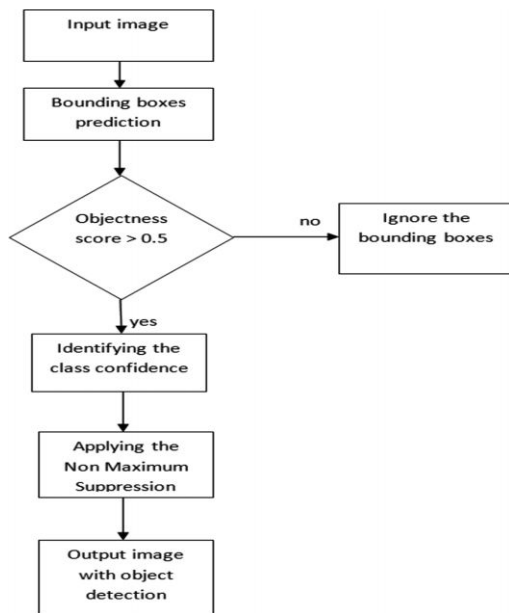 Input image
Bounding boxes
prediction
Objectness
score > 0.5
no
Ignore the
bounding boxes
yes
Identifying the
class confidence
Applying the
Non Maximum
Suppression
Output image
with object
detection